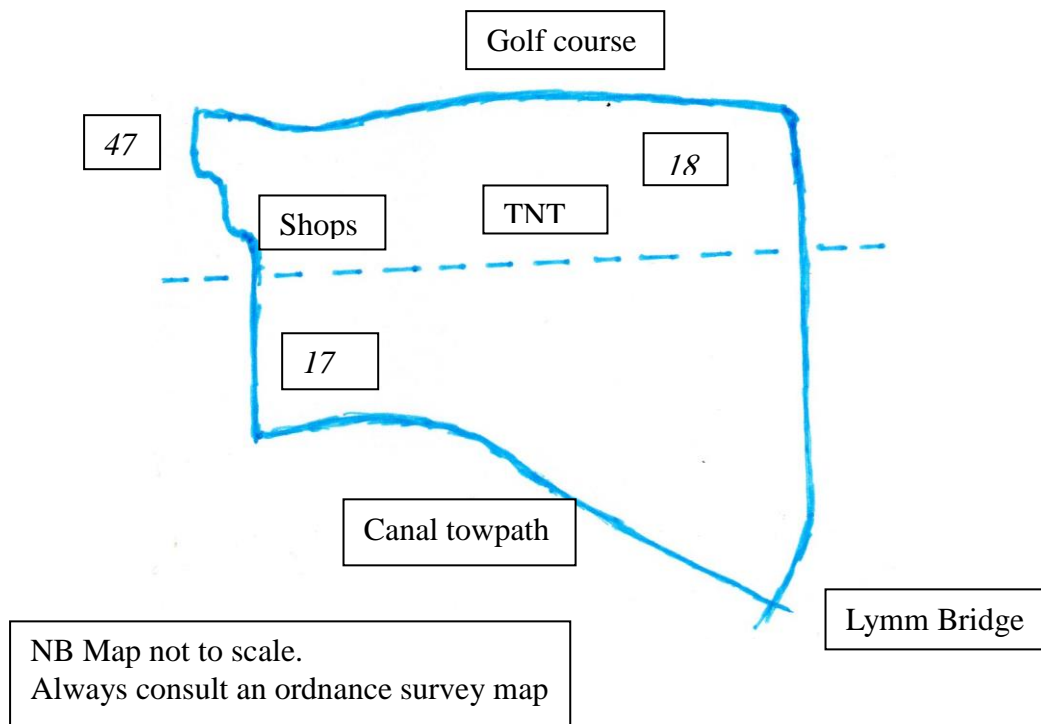 Golf course
47
18
Shops
TNT
17
Canal towpath
Lymm Bridge
NB Map not to scale.
Always consult an ordnance survey map